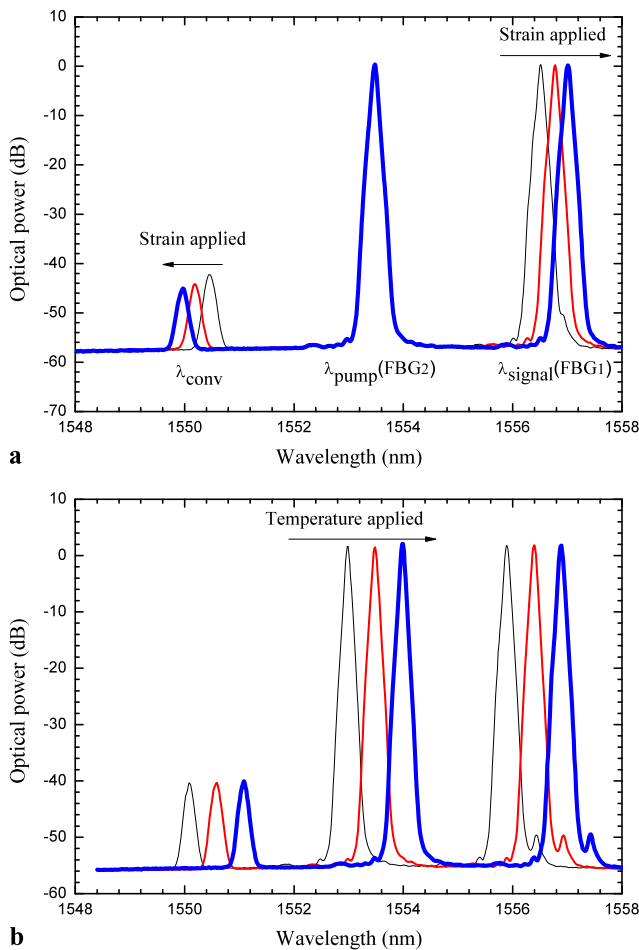 10
0
-10
-20
-30
-40
-50
-60
-70
Optical power (dB)
Strain applied
Strain applied
λconv
λpump(FBG2)
λsignal(FBG1)
1548 1550 1552 1554 1556 1558
Wavelength (nm)
a
10
0
-10
-20
-30
-40
-50
-60
Optical power (dB)
Temperature applied
1548 1550 1552 1554 1556 1558
Wavelength (nm)
b